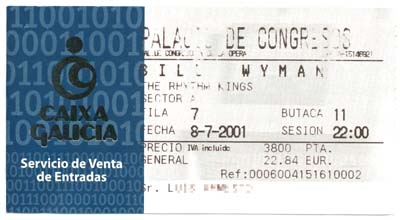 CAIXA
GALICIA
Servicio de Venta
de Entradas
PALACIO DE CONGRESOS
BILL WYMAN
THE RHYTHM KINGS
SECTOR A
FILA 7 BUTACA 11
FECHA 8-7-2001 SESION 22:00
PRECIO IVA incluido 3800 PTA.
GENERAL 22.84 EUR.
Ref:0006004151610002
Sr. LUIS